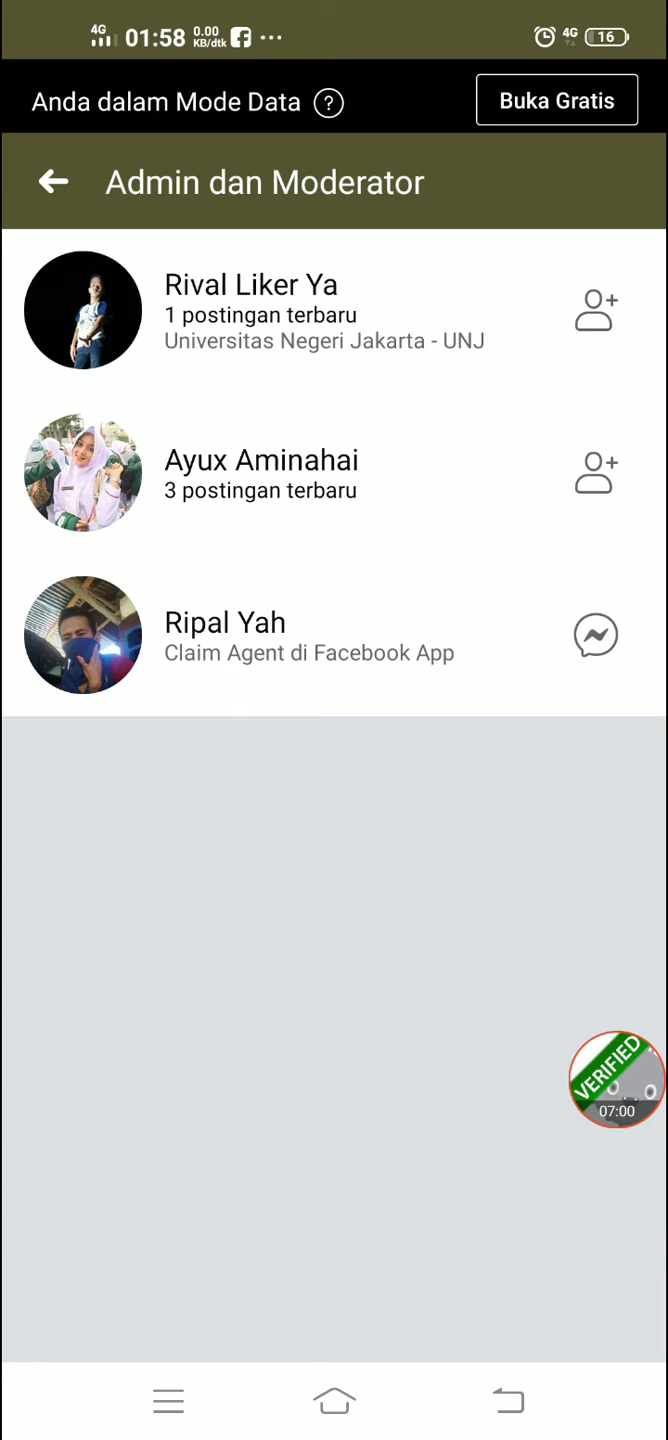 4G 01:58 0.00 KB/dtk ... 4G 16
Anda dalam Mode Data ? Buka Gratis
Admin dan Moderator
Rival Liker Ya
1 postingan terbaru
Universitas Negeri Jakarta - UNJ
Ayux Aminahai
3 postingan terbaru
Ripal Yah
Claim Agent di Facebook App
VERIFIED
07:00